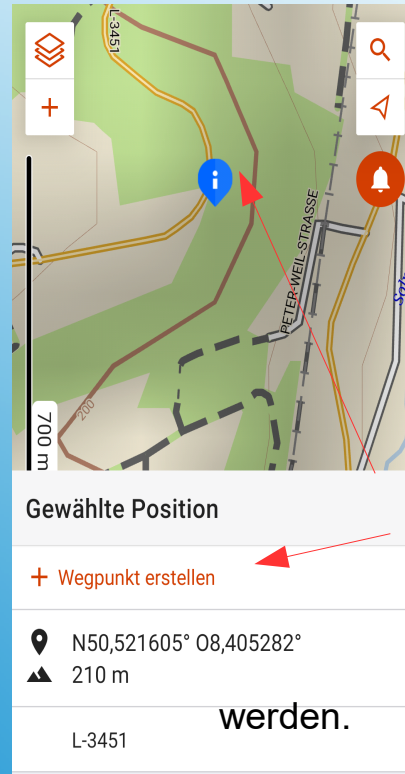 L-3451
PETER-WEIL-STRASSE
200
700 m
Gewählte Position
+ Wegpunkt erstellen
N50,521605° O8,405282°
210 m
werden.
L-3451